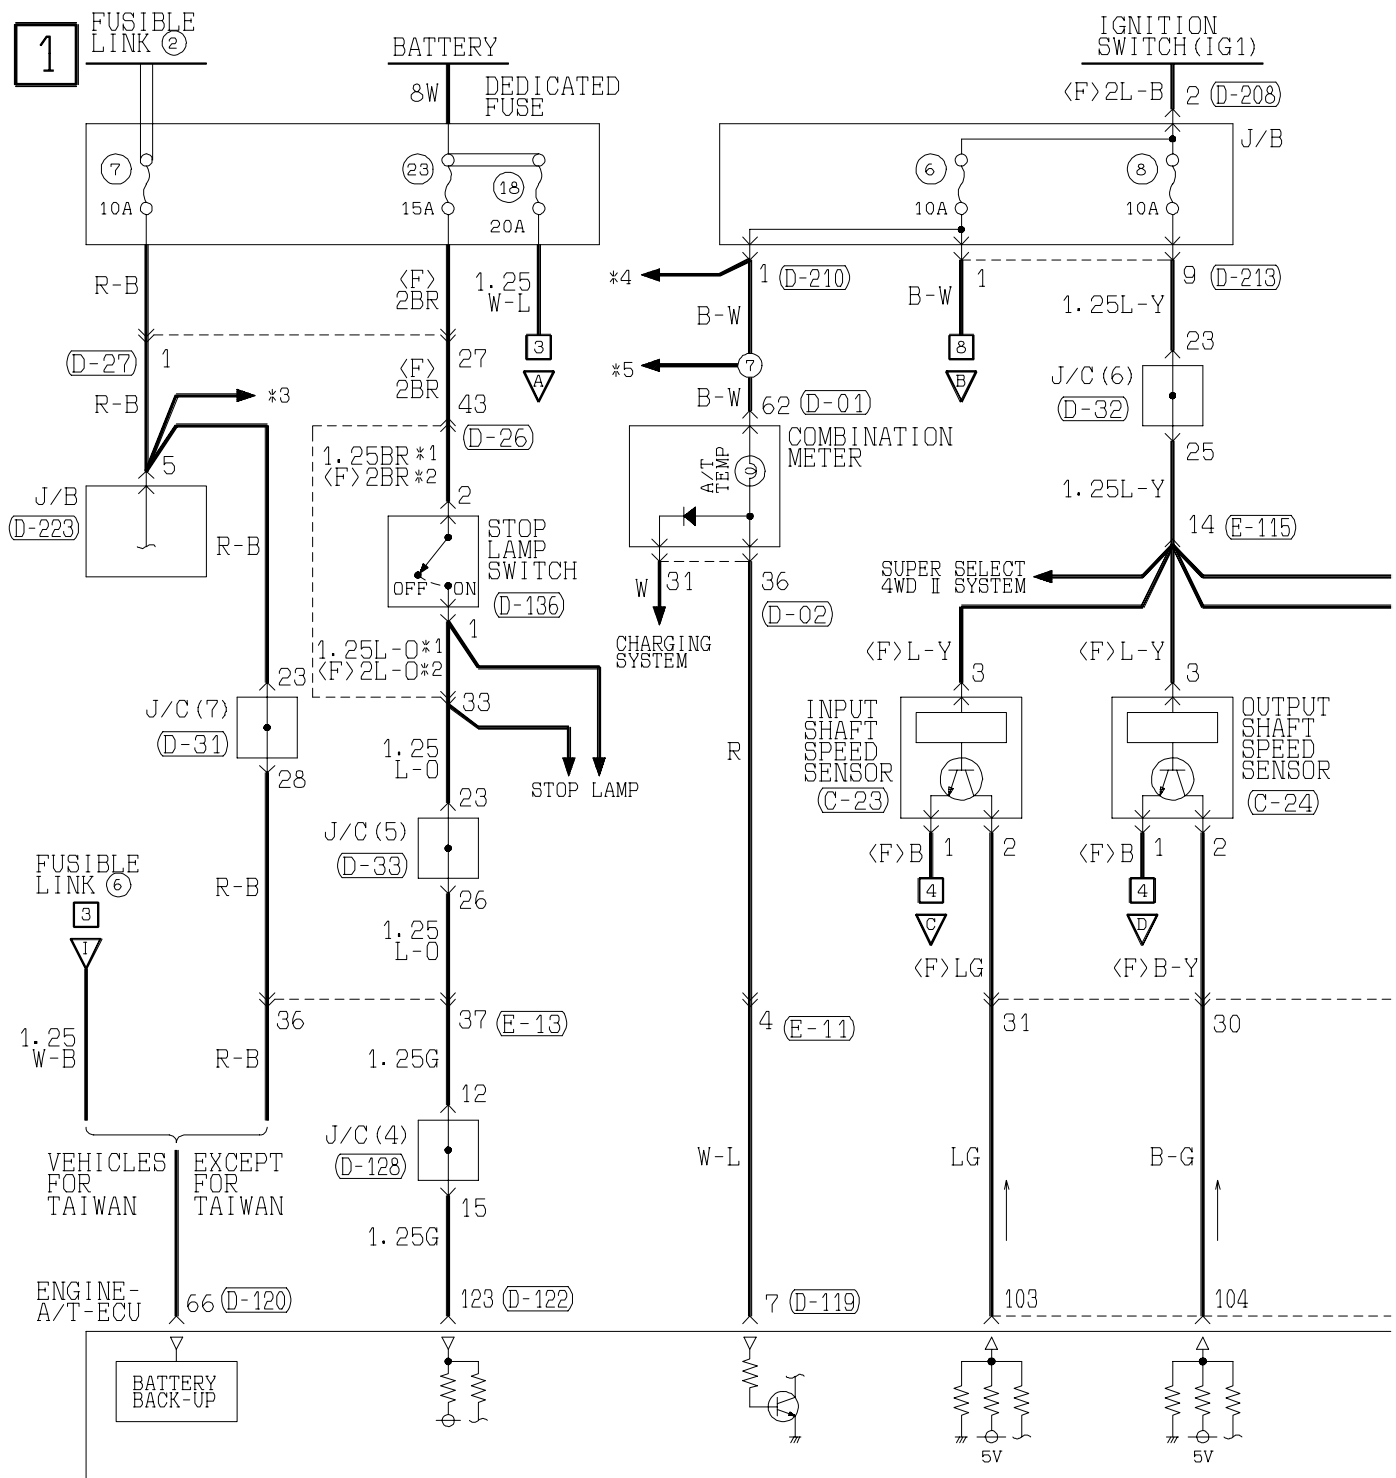 1
FUSIBLE
LINK ②
BATTERY
IGNITION
SWITCH(IG1)
8W
DEDICATED
FUSE
<F>2L-B
2
D-208
J/B
7
10A
23
15A
18
20A
6
10A
8
10A
R-B
<F>
2BR
1.25
W-L
*4
1
D-210
B-W
1
9
D-213
B-W
1.25L-Y
D-27
1
27
3
A
*5
7
8
B
23
J/C(6)
D-32
R-B
*3
<F>
2BR
43
D-26
B-W
62
D-01
25
5
1.25BR*1
<F>2BR*2
COMBINATION
METER
A/T
TEMP
1.25L-Y
J/B
D-223
2
R-B
STOP
LAMP
SWITCH
OFF
ON
D-136
14
E-115
W
31
36
D-02
SUPER SELECT
4WD II SYSTEM
1
1.25L-O*1
<F>2L-O*2
CHARGING
SYSTEM
<F>L-Y
<F>L-Y
23
33
3
3
J/C(7)
D-31
INPUT
SHAFT
SPEED
SENSOR
C-23
OUTPUT
SHAFT
SPEED
SENSOR
C-24
1.25
L-O
R
28
23
STOP LAMP
J/C(5)
D-33
<F>B
1
2
<F>B
1
2
FUSIBLE
LINK ⑥
3
I
R-B
26
4
C
4
D
1.25
L-O
<F>LG
<F>B-Y
36
37
E-13
4
E-11
31
30
1.25
W-B
R-B
1.25G
12
J/C(4)
D-128
VEHICLES
FOR
TAIWAN
EXCEPT
FOR
TAIWAN
W-L
LG
B-G
15
1.25G
ENGINE-
A/T-ECU
66
D-120
123
D-122
7
D-119
103
104
BATTERY
BACK-UP
5V
5V